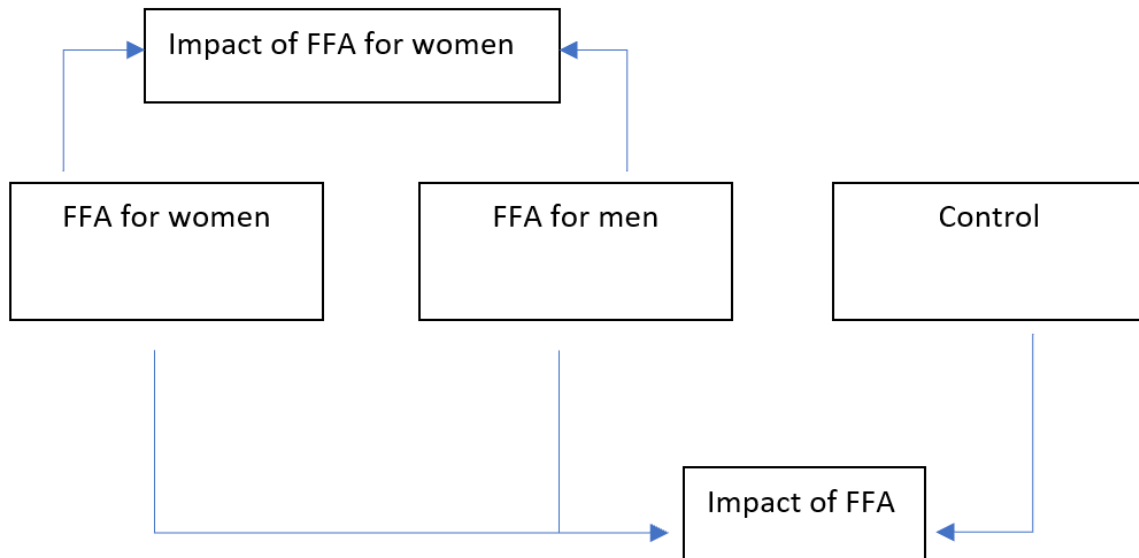 Impact of FFA for women
FFA for women
FFA for men
Control
Impact of FFA